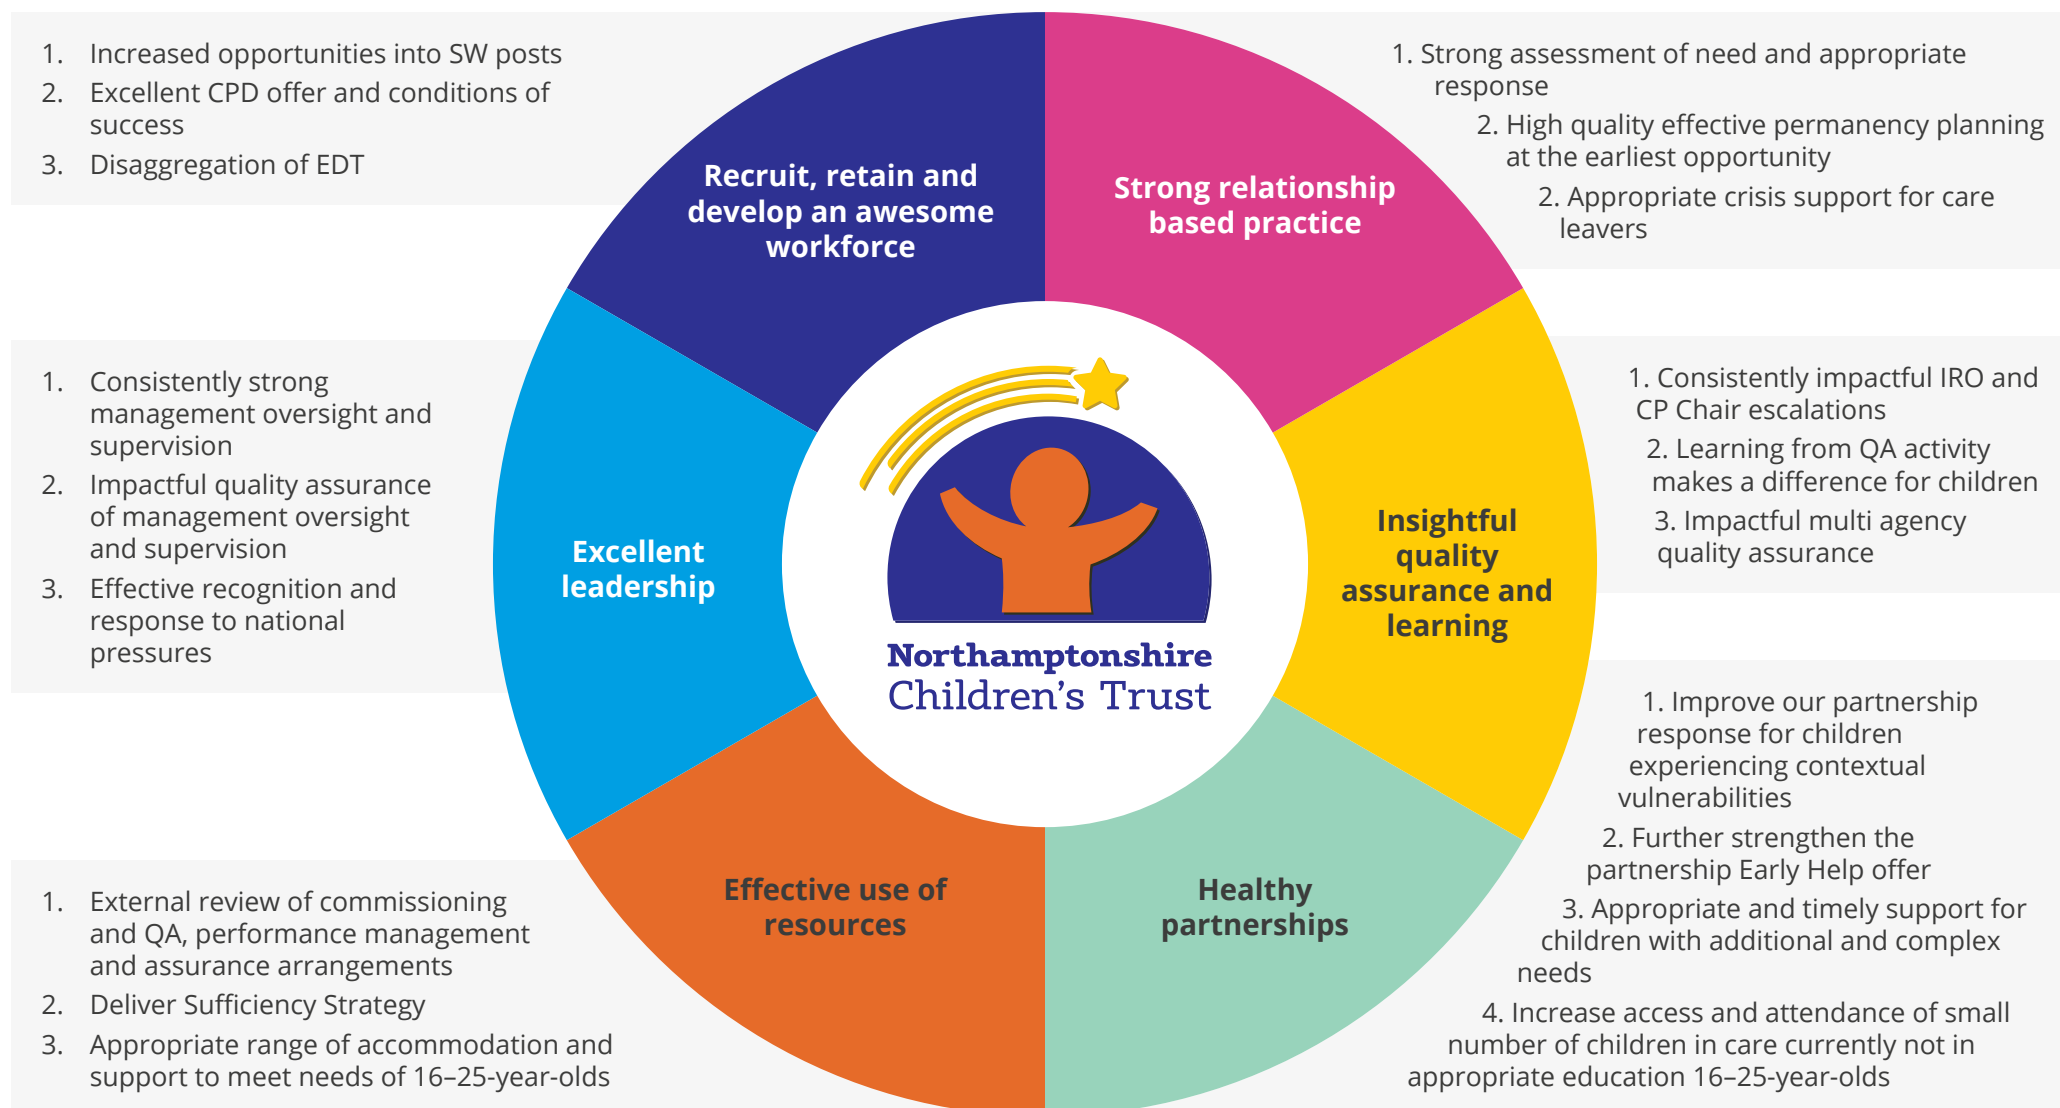 1. Increased opportunities into SW posts
2. Excellent CPD offer and conditions of
success
3. Disaggregation of EDT
Recruit, retain and
develop an awesome
workforce
Strong relationship
based practice
1. Strong assessment of need and appropriate
response
2. High quality effective permanency planning
at the earliest opportunity
2. Appropriate crisis support for care
leavers
1. Consistently strong
management oversight and
supervision
2. Impactful quality assurance
of management oversight
and supervision
3. Effective recognition and
response to national
pressures
Excellent
leadership
Northamptonshire
Children's Trust
Insightful
quality
assurance and
learning
1. Consistently impactful IRO and
CP Chair escalations
2. Learning from QA activity
makes a difference for children
3. Impactful multi agency
quality assurance
1. External review of commissioning
and QA, performance management
and assurance arrangements
2. Deliver Sufficiency Strategy
3. Appropriate range of accommodation and
support to meet needs of 16–25-year-olds
Effective use of
resources
Healthy
partnerships
1. Improve our partnership
response for children
experiencing contextual
vulnerabilities
2. Further strengthen the
partnership Early Help offer
3. Appropriate and timely support for
children with additional and complex
needs
4. Increase access and attendance of small
number of children in care currently not in
appropriate education 16–25-year-olds